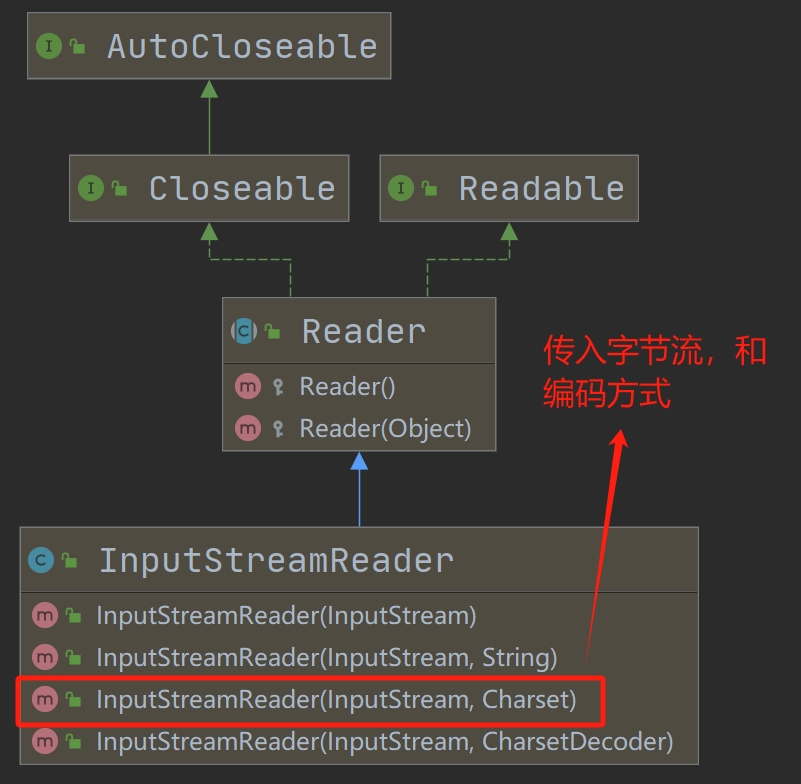 AutoCloseable
Closeable
Readable
Reader
Reader()
Reader(Object)
传入字节流，和
编码方式
InputStreamReader
InputStreamReader(InputStream)
InputStreamReader(InputStream, String)
InputStreamReader(InputStream, Charset)
InputStreamReader(InputStream, CharsetDecoder)